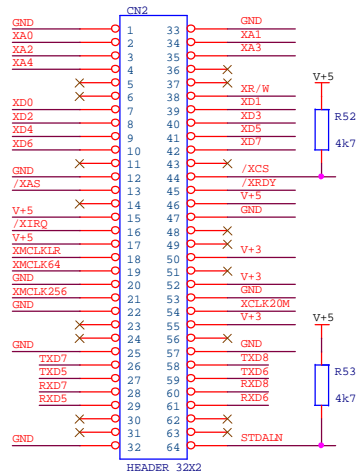 CN2
GND 1 33 GND
XA0 2 34 XA1
XA2 3 35 XA3
XA4 4 36
5 37
6 38 XR/W
XD0 7 39 XD1
XD2 8 40 XD3
XD4 9 41 XD5
XD6 10 42 XD7
11 43
GND 12 44 /XCS
/XAS 13 45 /XRDY
14 46 V+5
V+5 15 47 GND
/XIRQ 16 48
V+5 17 49
XMCLKLR 18 50 V+3
XMCLK64 19 51
GND 20 52 V+3
XMCLK256 21 53 GND
GND 22 54 XCLK20M
23 55 V+3
24 56
GND 25 57 GND
TXD7 26 58 TXD8
TXD5 27 59 TXD6
RXD7 28 60 RXD8
RXD5 29 61 RXD6
30 62
31 63
GND 32 64 STDALN
HEADER 32X2
V+5
R52
4k7
V+5
R53
4k7